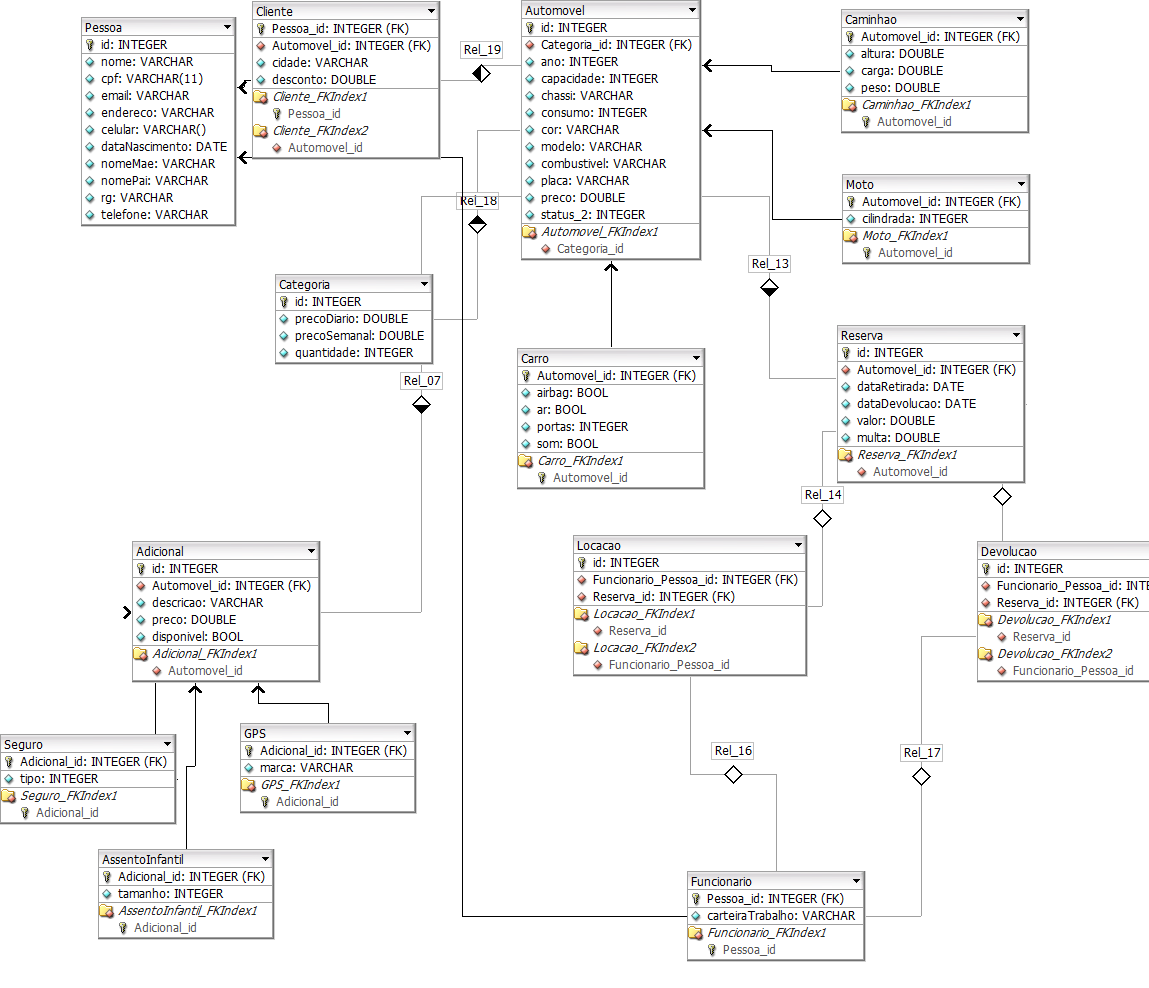 Pessoa
id: INTEGER
nome: VARCHAR
cpf: VARCHAR(11)
email: VARCHAR
endereco: VARCHAR
celular: VARCHAR()
dataNascimento: DATE
nomeMae: VARCHAR
nomePai: VARCHAR
rg: VARCHAR
telefone: VARCHAR
Cliente
Pessoa_id: INTEGER (FK)
Automovel_id: INTEGER (FK)
cidade: VARCHAR
desconto: DOUBLE
Cliente_FKIndex1
Pessoa_id
Cliente_FKIndex2
Automovel_id
Rel_19
Automovel
id: INTEGER
Categoria_id: INTEGER (FK)
ano: INTEGER
capacidade: INTEGER
chassi: VARCHAR
consumo: INTEGER
cor: VARCHAR
modelo: VARCHAR
combustivel: VARCHAR
placa: VARCHAR
preco: DOUBLE
status_2: INTEGER
Automovel_FKIndex1
Categoria_id
Caminhao
Automovel_id: INTEGER (FK)
altura: DOUBLE
carga: DOUBLE
peso: DOUBLE
Caminhao_FKIndex1
Automovel_id
Moto
Automovel_id: INTEGER (FK)
cilindrada: INTEGER
Moto_FKIndex1
Automovel_id
Rel_18
Rel_13
Categoria
id: INTEGER
precoDiario: DOUBLE
precoSemanal: DOUBLE
quantidade: INTEGER
Rel_07
Carro
Automovel_id: INTEGER (FK)
airbag: BOOL
ar: BOOL
portas: INTEGER
som: BOOL
Carro_FKIndex1
Automovel_id
Reserva
id: INTEGER
Automovel_id: INTEGER (FK)
dataRetirada: DATE
dataDevolucao: DATE
valor: DOUBLE
multa: DOUBLE
Reserva_FKIndex1
Automovel_id
Rel_14
Adicional
id: INTEGER
Automovel_id: INTEGER (FK)
descricao: VARCHAR
preco: DOUBLE
disponivel: BOOL
Adicional_FKIndex1
Automovel_id
Locacao
id: INTEGER
Funcionario_Pessoa_id: INTEGER (FK)
Reserva_id: INTEGER (FK)
Locacao_FKIndex1
Reserva_id
Locacao_FKIndex2
Funcionario_Pessoa_id
Devolucao
id: INTEGER
Funcionario_Pessoa_id: INTE
Reserva_id: INTEGER (FK)
Devolucao_FKIndex1
Reserva_id
Devolucao_FKIndex2
Funcionario_Pessoa_id
Seguro
Adicional_id: INTEGER (FK)
tipo: INTEGER
Seguro_FKIndex1
Adicional_id
GPS
Adicional_id: INTEGER (FK)
marca: VARCHAR
GPS_FKIndex1
Adicional_id
Rel_16
Rel_17
AssentoInfantil
Adicional_id: INTEGER (FK)
tamanho: INTEGER
AssentoInfantil_FKIndex1
Adicional_id
Funcionario
Pessoa_id: INTEGER (FK)
carteiraTrabalho: VARCHAR
Funcionario_FKIndex1
Pessoa_id